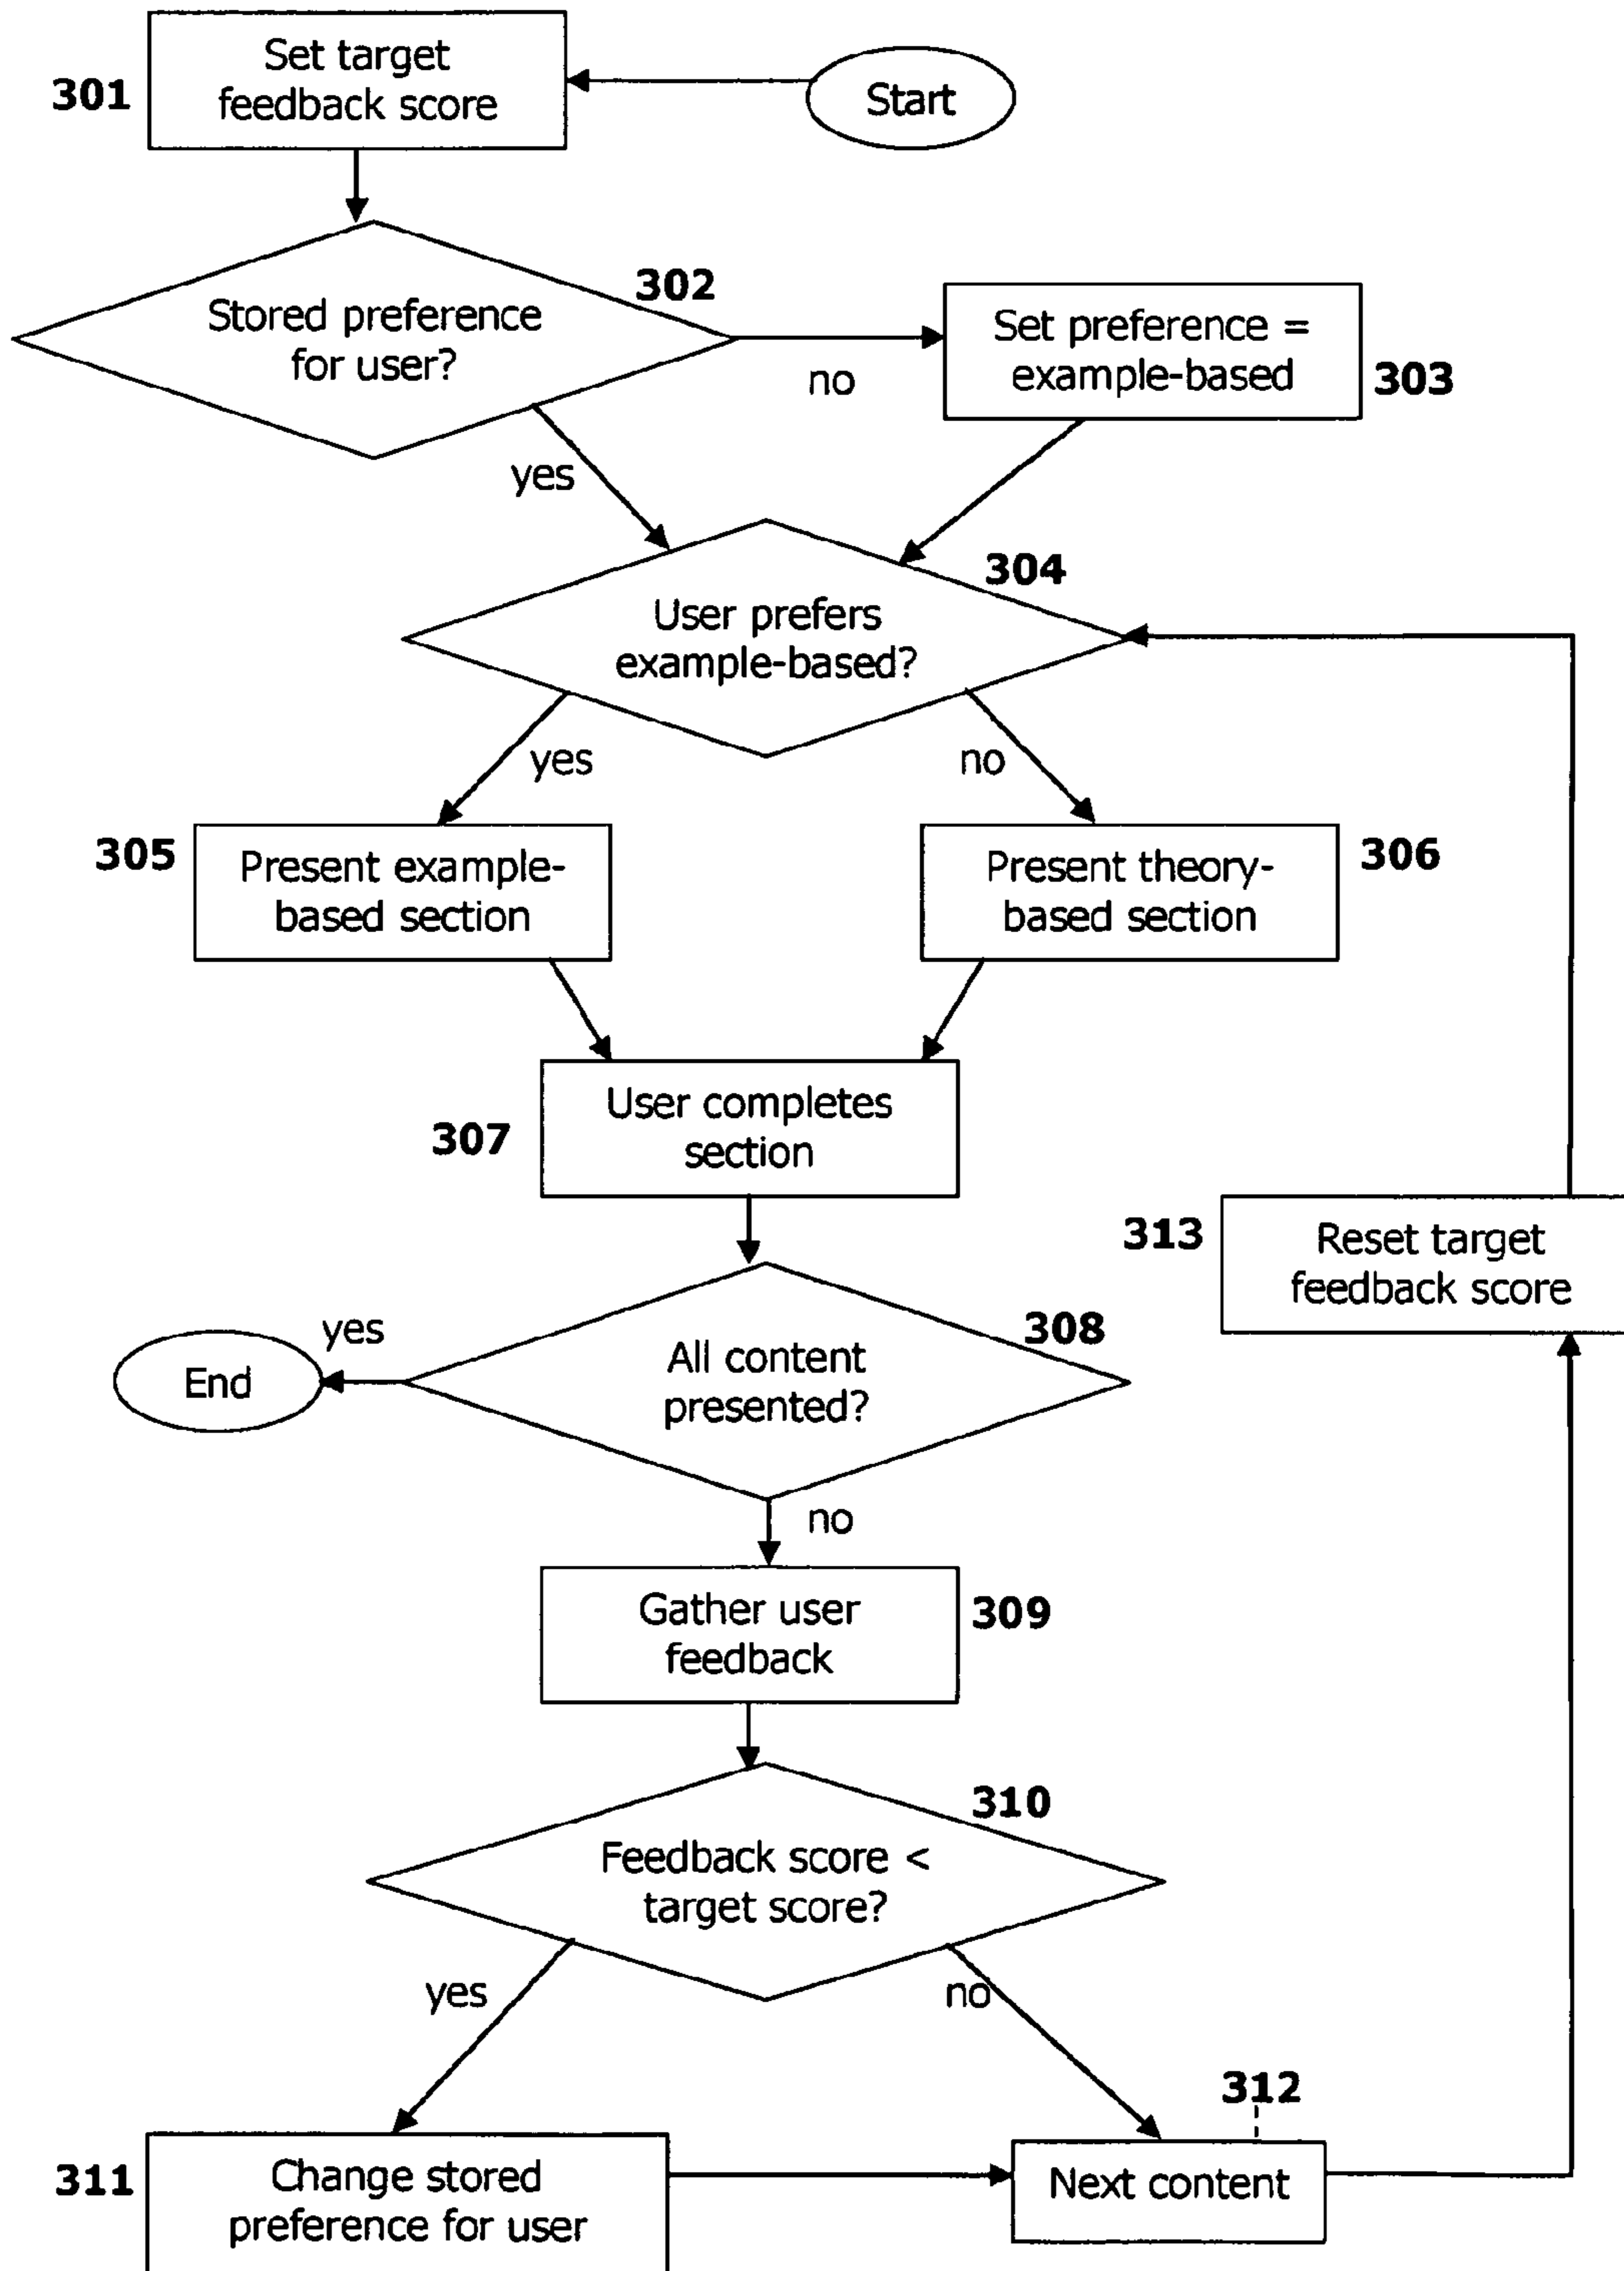 Set target
feedback score
301
Start
302
Stored preference
for user?
no
yes
Set preference =
example-based
303
304
User prefers
example-based?
yes
no
305
Present example-
based section
Present theory-
based section
306
User completes
section
307
313
Reset target
feedback score
308
All content
presented?
yes
End
no
Gather user
feedback
309
310
Feedback score <
target score?
yes
no
311
Change stored
preference for user
312
Next content